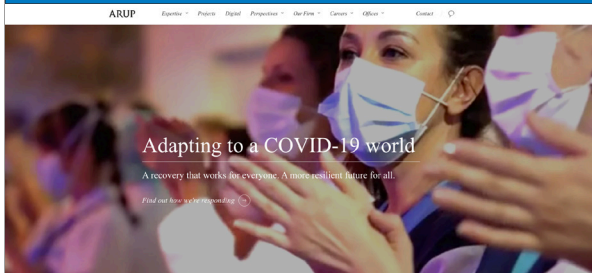 ARUP Expertise Projects Digital Perspectives Our Firm Careers Offices Contact
Adapting to a COVID-19 world
A recovery that works for everyone. A more resilient future for all.
Find out how we're responding